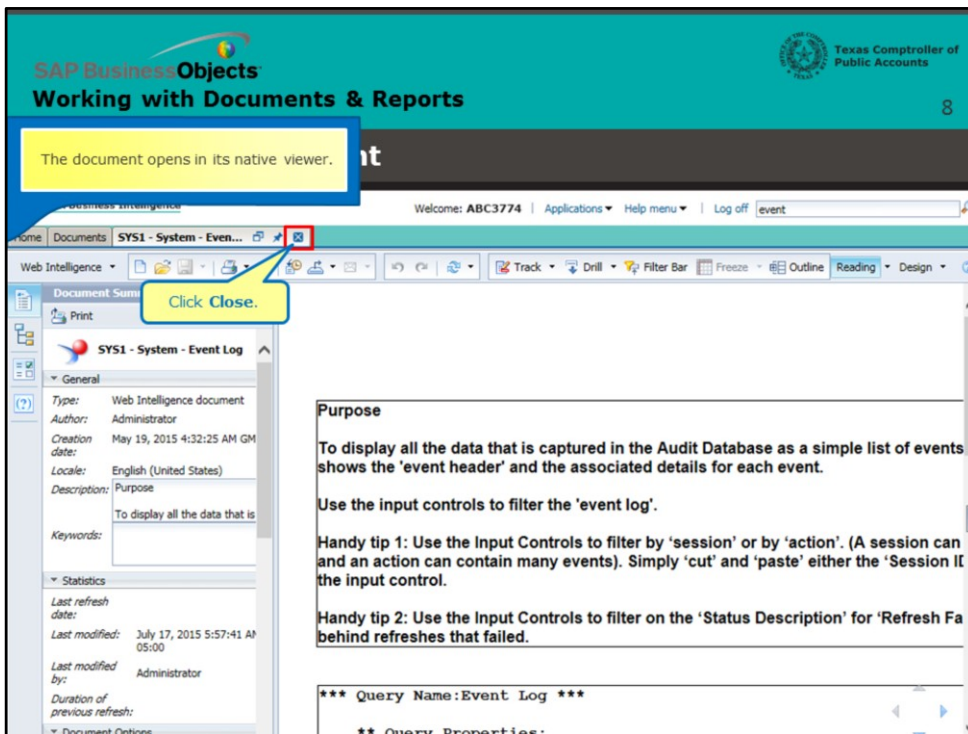 SAP BusinessObjects
Texas Comptroller of
Public Accounts
Working with Documents & Reports
8
The document opens in its native viewer.
nt
Business Intelligence
Welcome: ABC3774 | Applications Help menu | Log off event
Home Documents SYS1 - System - Even...
Web Intelligence Track Drill Filter Bar Freeze Outline Reading Design
Document Sum
Click Close.
Print
SYS1 - System - Event Log
General
Type: Web Intelligence document
Author: Administrator
Creation date: May 19, 2015 4:32:25 AM GM
Locale: English (United States)
Description: Purpose
To display all the data that is
Keywords:
Statistics
Last refresh date:
Last modified: July 17, 2015 5:57:41 AM
05:00
Last modified by: Administrator
Duration of previous refresh:
Document Options
Purpose
To display all the data that is captured in the Audit Database as a simple list of events
shows the 'event header' and the associated details for each event.
Use the input controls to filter the 'event log'.
Handy tip 1: Use the Input Controls to filter by ‘session’ or by ‘action’. (A session can
and an action can contain many events). Simply ‘cut’ and ‘paste’ either the ‘Session ID
the input control.
Handy tip 2: Use the Input Controls to filter on the ‘Status Description’ for ‘Refresh Fa
behind refreshes that failed.
*** Query Name:Event Log ***
** Query Properties: